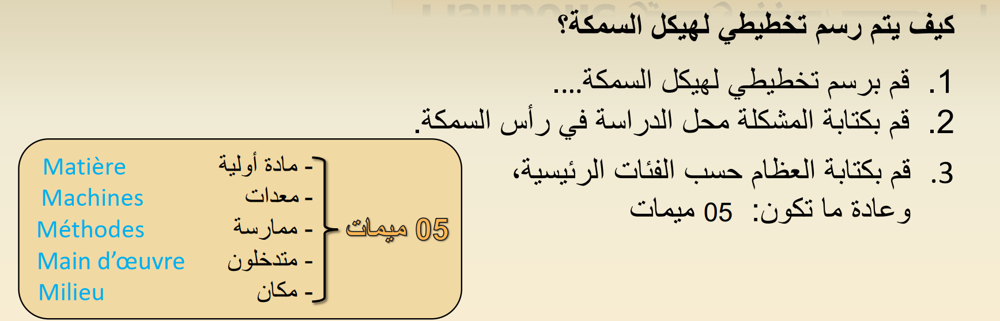 كيف يتم رسم تخطيطي لهيكل السمكة؟
1. قم برسم تخطيطي لهيكل السمكة....
2. قم بكتابة المشكلة محل الدراسة في رأس السمكة.
3. قم بكتابة العظام حسب الفئات الرئيسية،
وعادة ما تكون: 05 ميمات
05 ميمات
- مادة أولية Matière
- معدات Machines
- ممارسة Méthodes
- متدخلون Main d’œuvre
- مكان Milieu